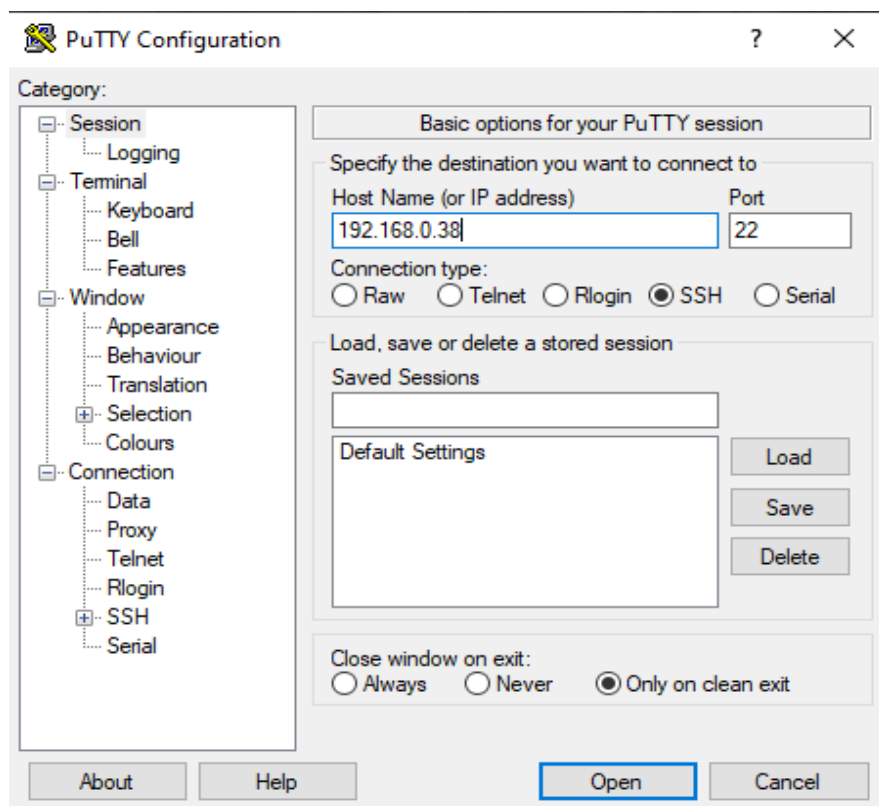 PuTTY Configuration
?
Category:
Session
Logging
Terminal
Keyboard
Bell
Features
Window
Appearance
Behaviour
Translation
Selection
Colours
Connection
Data
Proxy
Telnet
Rlogin
SSH
Serial
Basic options for your PuTTY session
Specify the destination you want to connect to
Host Name (or IP address) Port
192.168.0.38 22
Connection type:
Raw Telnet Rlogin SSH Serial
Load, save or delete a stored session
Saved Sessions
Default Settings
Load
Save
Delete
Close window on exit:
Always Never Only on clean exit
About Help Open Cancel